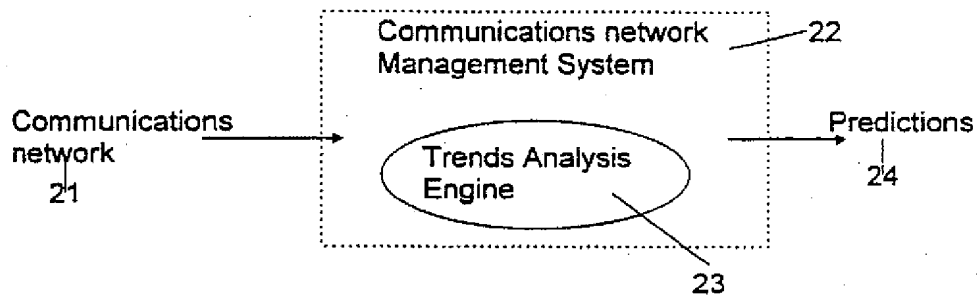 Communications network
Management System
22
Communications
network
21
Trends Analysis
Engine
Predictions
24
23